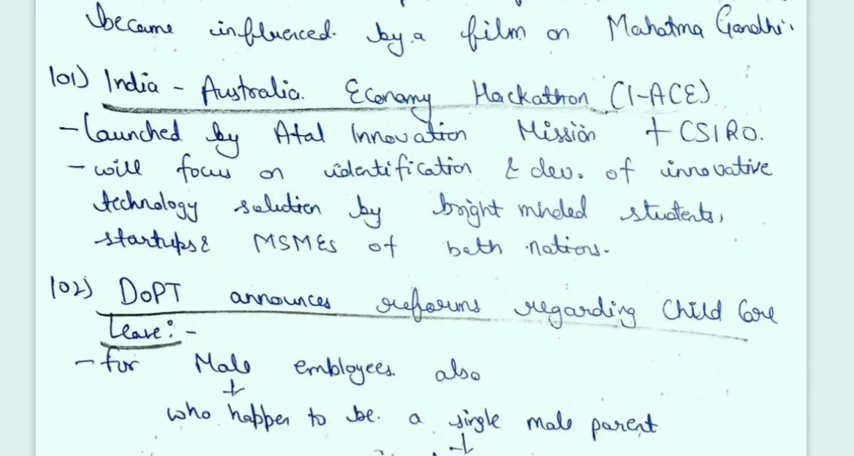 became influenced by a film on Mahatma Gandhi.
101) India - Australia Economy Hackathon (I-ACE)
- Launched by Atal Innovation Mission + CSIRO.
- will focus on identification & dev. of innovative
technology solution by bright minded students,
startups & MSMEs of both nations.
102) DoPT announces reforms regarding Child Care
Leave:-
- for Male employees also
who happen to be a single male parent